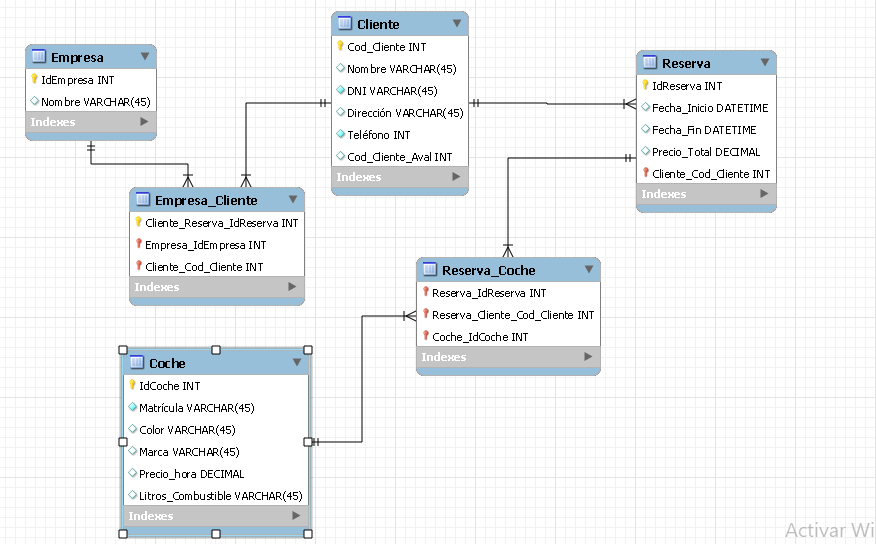 Empresa
IdEmpresa INT
Nombre VARCHAR(45)
Indexes
Cliente
Cod_Cliente INT
Nombre VARCHAR(45)
DNI VARCHAR(45)
Dirección VARCHAR(45)
Teléfono INT
Cod_Cliente_Aval INT
Indexes
Reserva
IdReserva INT
Fecha_Inicio DATETIME
Fecha_Fin DATETIME
Precio_Total DECIMAL
Cliente_Cod_Cliente INT
Indexes
Empresa_Cliente
Cliente_Reserva_IdReserva INT
Empresa_IdEmpresa INT
Cliente_Cod_Cliente INT
Indexes
Reserva_Coche
Reserva_IdReserva INT
Reserva_Cliente_Cod_Cliente INT
Coche_IdCoche INT
Indexes
Coche
IdCoche INT
Matrícula VARCHAR(45)
Color VARCHAR(45)
Marca VARCHAR(45)
Precio_hora DECIMAL
Litros_Combustible VARCHAR(45)
Indexes
Activar Wi